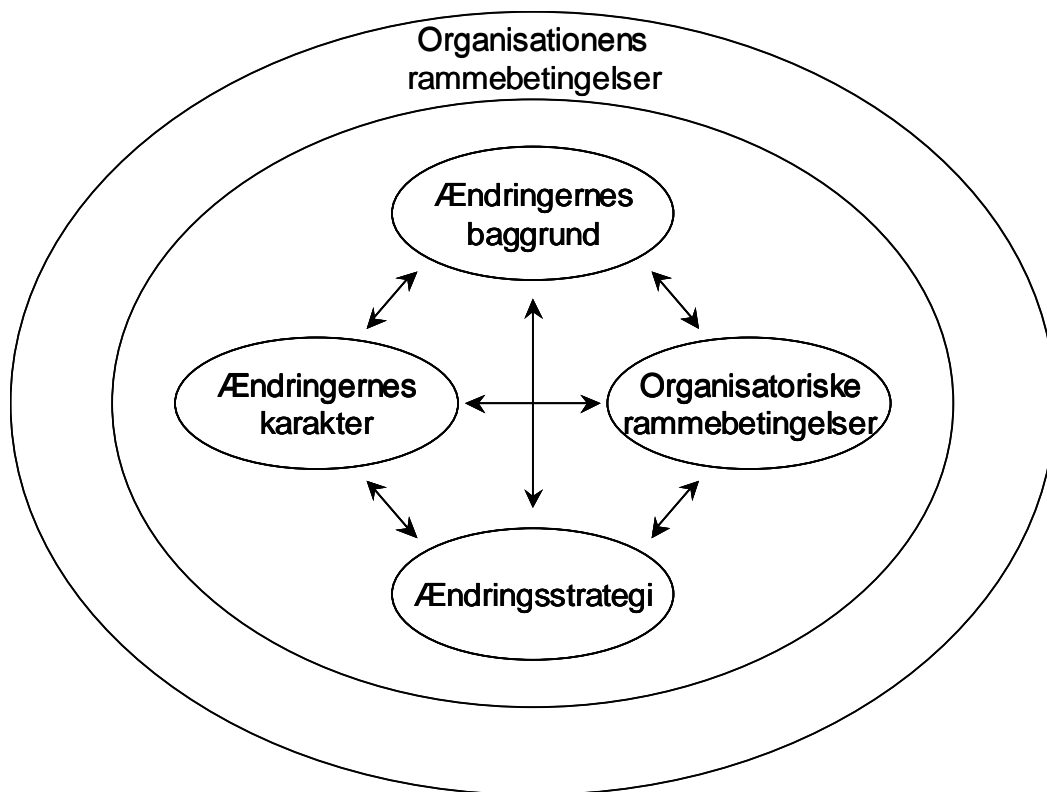 Organisationens
rammebetingelser
Ændringernes
baggrund
Ændringernes
karakter
Organisatoriske
rammebetingelser
Ændringsstrategi